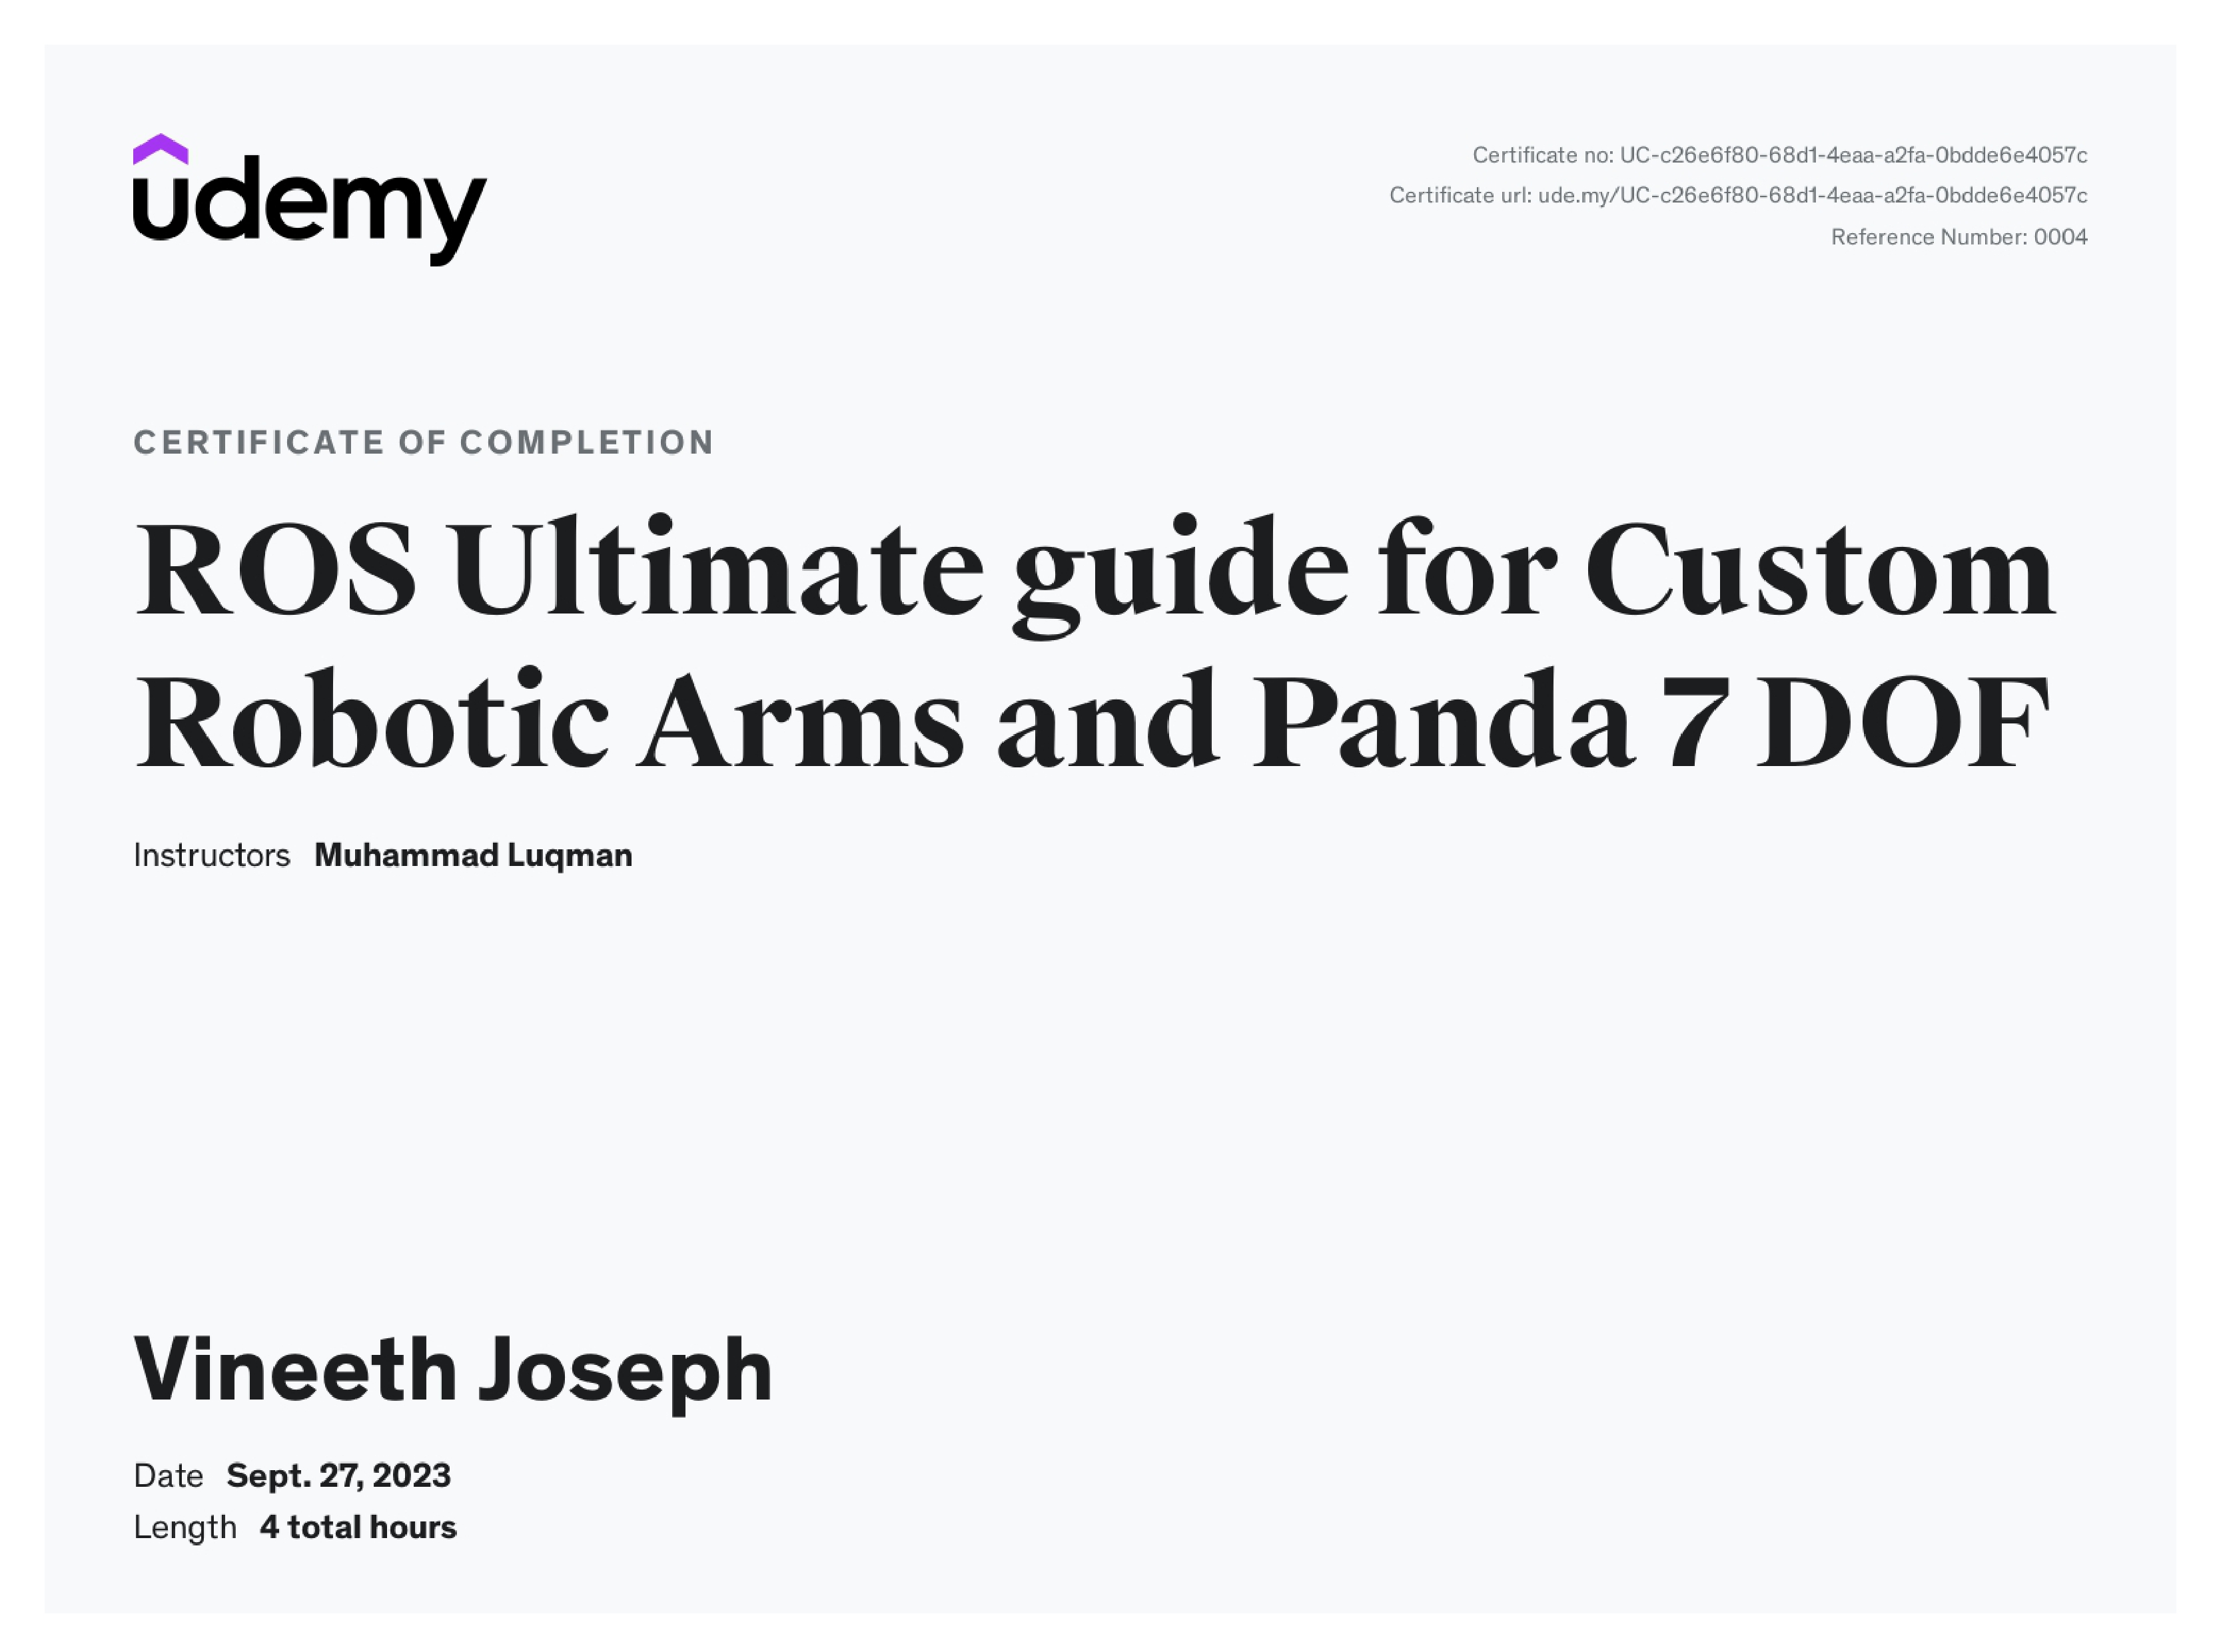 udemy
Certificate no: UC-c26e6f80-68d1-4eaa-a2fa-0bdde6e4057c
Certificate url: ude.my/UC-c26e6f80-68d1-4eaa-a2fa-0bdde6e4057c
Reference Number: 0004
CERTIFICATE OF COMPLETION
ROS Ultimate guide for Custom
Robotic Arms and Panda 7 DOF
Instructors Muhammad Luqman
Vineeth Joseph
Date Sept. 27, 2023
Length 4 total hours